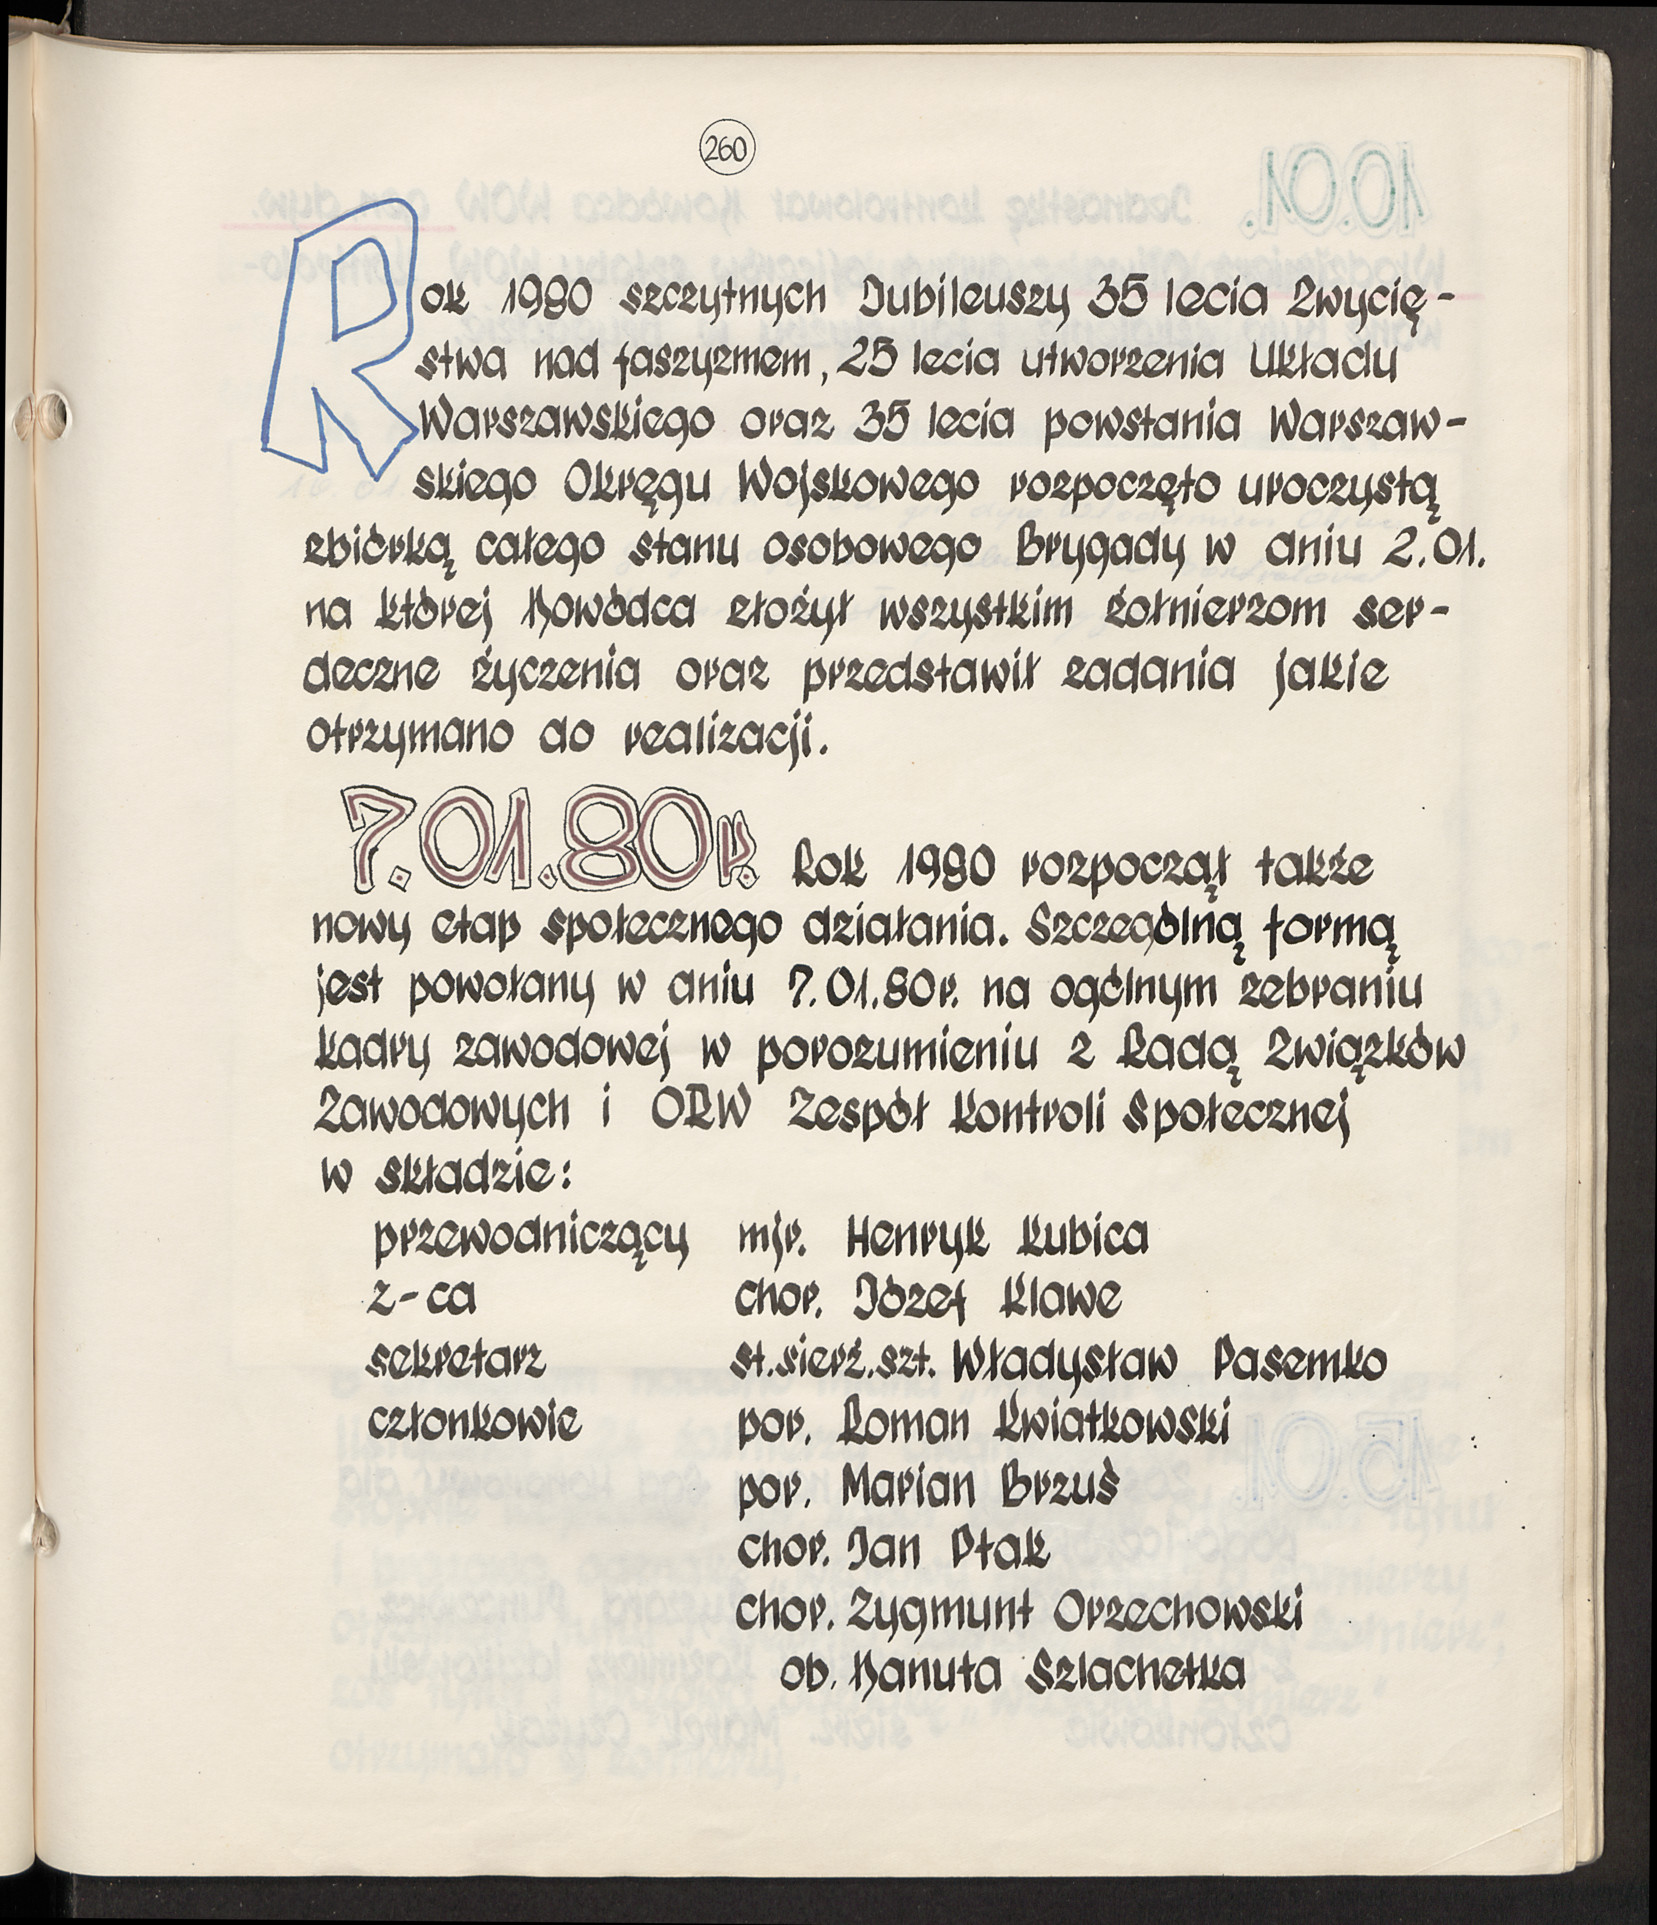 260
Rok 1980 szczytnych Jubileuszy 35 lecia Zwycię-
stwa nad faszyzmem, 25 lecia utworzenia Układu
Warszawskiego oraz 35 lecia powstania Warszaw-
skiego Okręgu Wojskowego rozpoczęto uroczystą
zbiórką całego stanu osobowego Brygady w dniu 2.01.
na której Dowódca złożył wszystkim żołnierzom ser-
deczne życzenia oraz przedstawił zadania jakie
otrzymano do realizacji.
7.01.80r. Rok 1980 rozpoczął także
nowy etap społecznego działania. Szczególną formą
jest powołany w dniu 7.01.80r. na ogólnym zebraniu
kadry zawodowej w porozumieniu z Radą Związków
Zawodowych i ORW Zespół Kontroli Społecznej
w składzie:
przewodniczący mjr. Henryk Kubica
z-ca chor. Józef Klawe
sekretarz st.sierż.szt. Władysław Pasemko
członkowie por. Roman Kwiatkowski
por. Marian Brzuś
chor. Jan Ptak
chor. Zygmunt Orzechowski
ob. Danuta Szlachetka